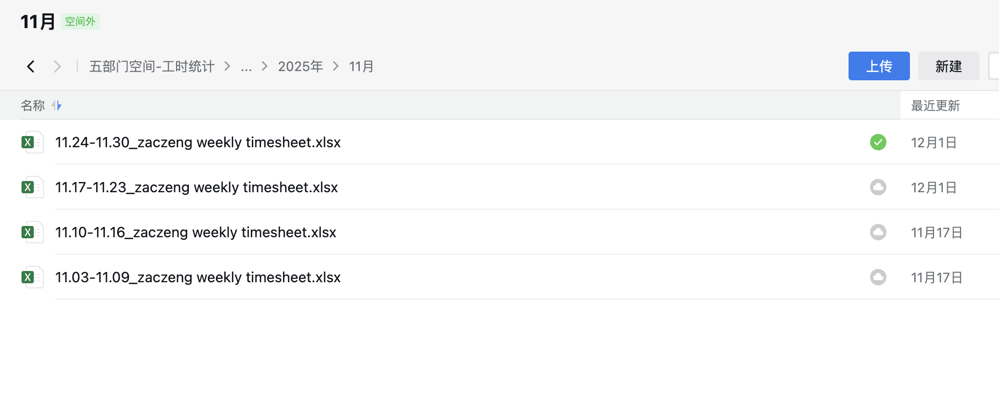 11月 空间外
五部门空间-工时统计 > ... > 2025年 > 11月 上传 新建
名称 最近更新
11.24-11.30_zaczeng weekly timesheet.xlsx 12月1日
11.17-11.23_zaczeng weekly timesheet.xlsx 12月1日
11.10-11.16_zaczeng weekly timesheet.xlsx 11月17日
11.03-11.09_zaczeng weekly timesheet.xlsx 11月17日